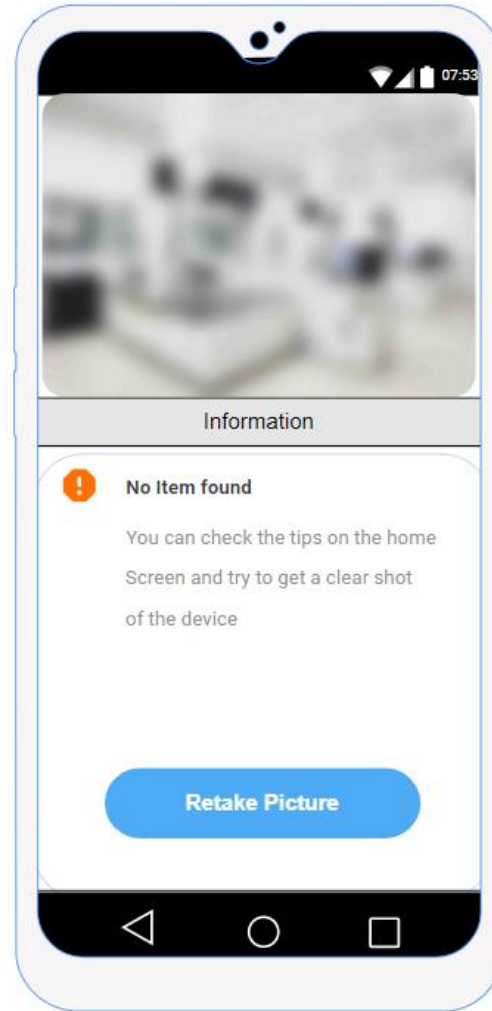 07:53
Information
No Item found
You can check the tips on the home
Screen and try to get a clear shot
of the device
Retake Picture